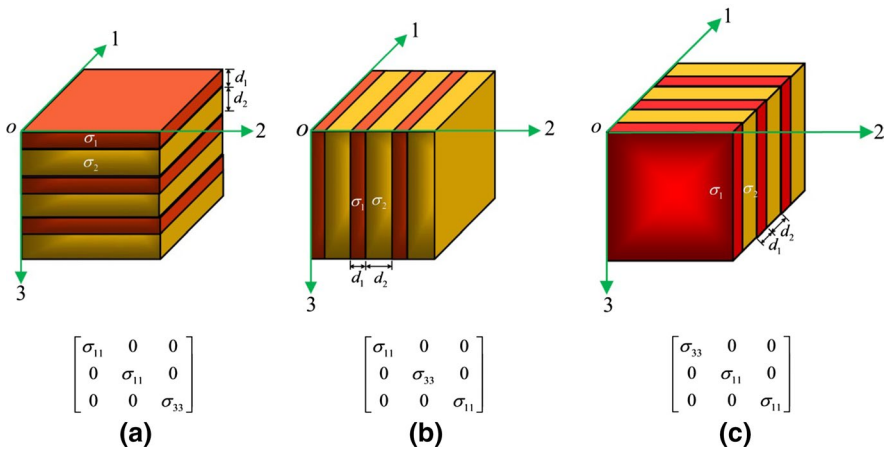 1
o
2
3
σ₁
σ₂
d₁
d₂
[σ₁₁ 0 0
0 σ₁₁ 0
0 0 σ₃₃]
(a)
1
o
2
3
σ₁
σ₂
d₁
d₂
[σ₁₁ 0 0
0 σ₃₃ 0
0 0 σ₁₁]
(b)
1
o
2
3
σ₁
σ₂
d₁
d₂
[σ₃₃ 0 0
0 σ₁₁ 0
0 0 σ₁₁]
(c)